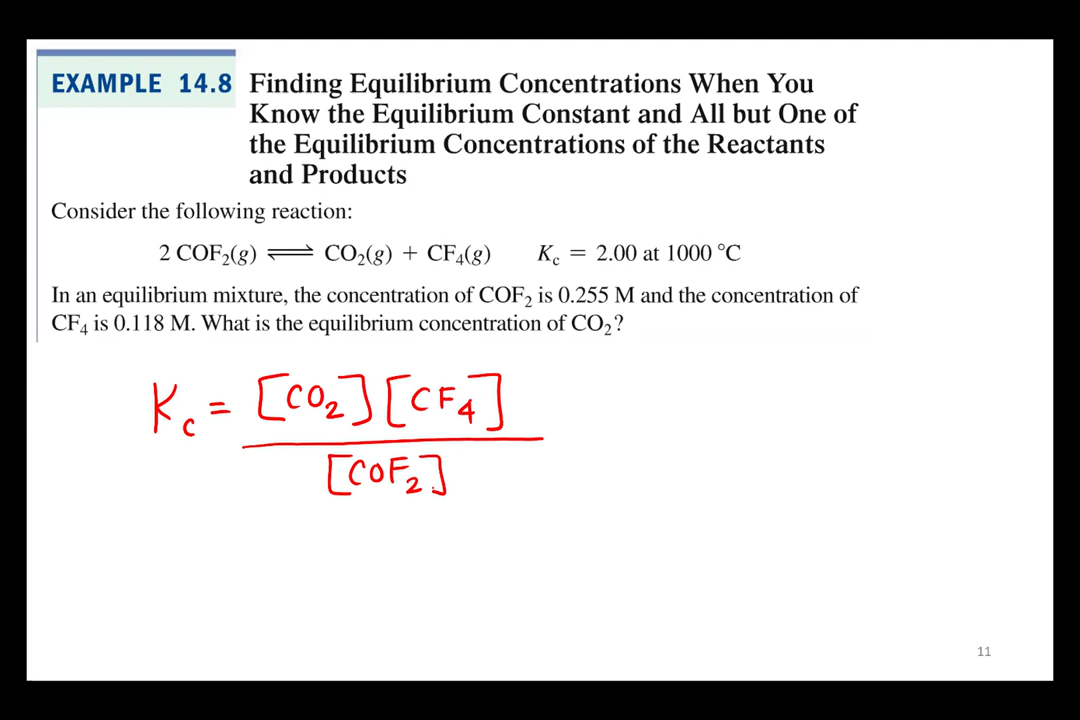 EXAMPLE 14.8 Finding Equilibrium Concentrations When You
Know the Equilibrium Constant and All but One of
the Equilibrium Concentrations of the Reactants
and Products
Consider the following reaction:
2 COF₂(g) ⇌ CO₂(g) + CF₄(g) K꜀ = 2.00 at 1000 °C
In an equilibrium mixture, the concentration of COF₂ is 0.255 M and the concentration of
CF₄ is 0.118 M. What is the equilibrium concentration of CO₂?
K꜀ = [CO₂][CF₄]
[COF₂]
11